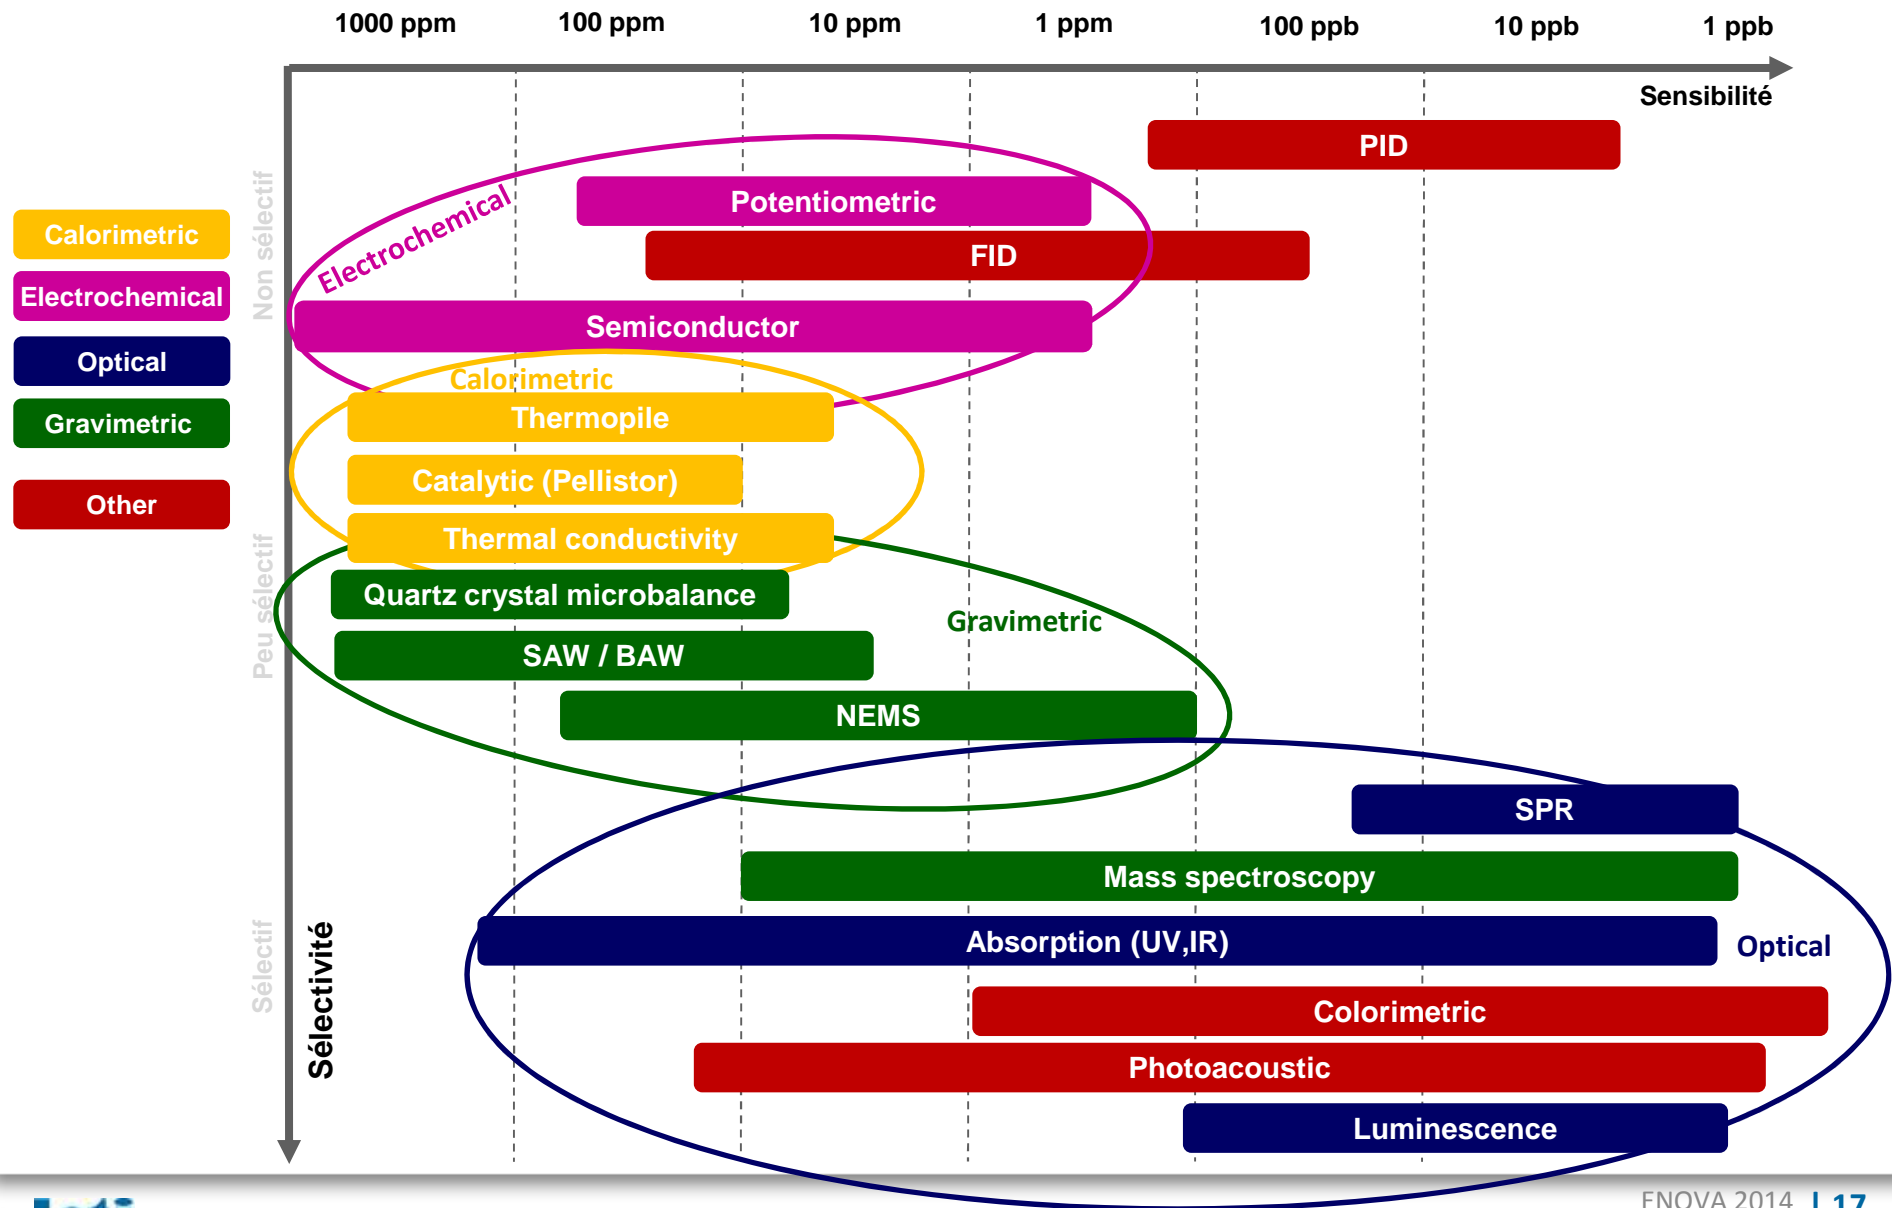 1000 ppm 100 ppm 10 ppm 1 ppm 100 ppb 10 ppb 1 ppb
Sensibilité
PID
Non sélectif
Electrochemical
Potentiometric
Calorimetric
FID
Electrochemical
Semiconductor
Optical
Calorimetric
Gravimetric
Thermopile
Catalytic (Pellistor)
Other
Thermal conductivity
Peu sélectif
Quartz crystal microbalance
Gravimetric
SAW / BAW
NEMS
SPR
Mass spectroscopy
Sélectif
Sélectivité
Absorption (UV,IR)
Optical
Colorimetric
Photoacoustic
Luminescence
ENOVA 2014 | 17